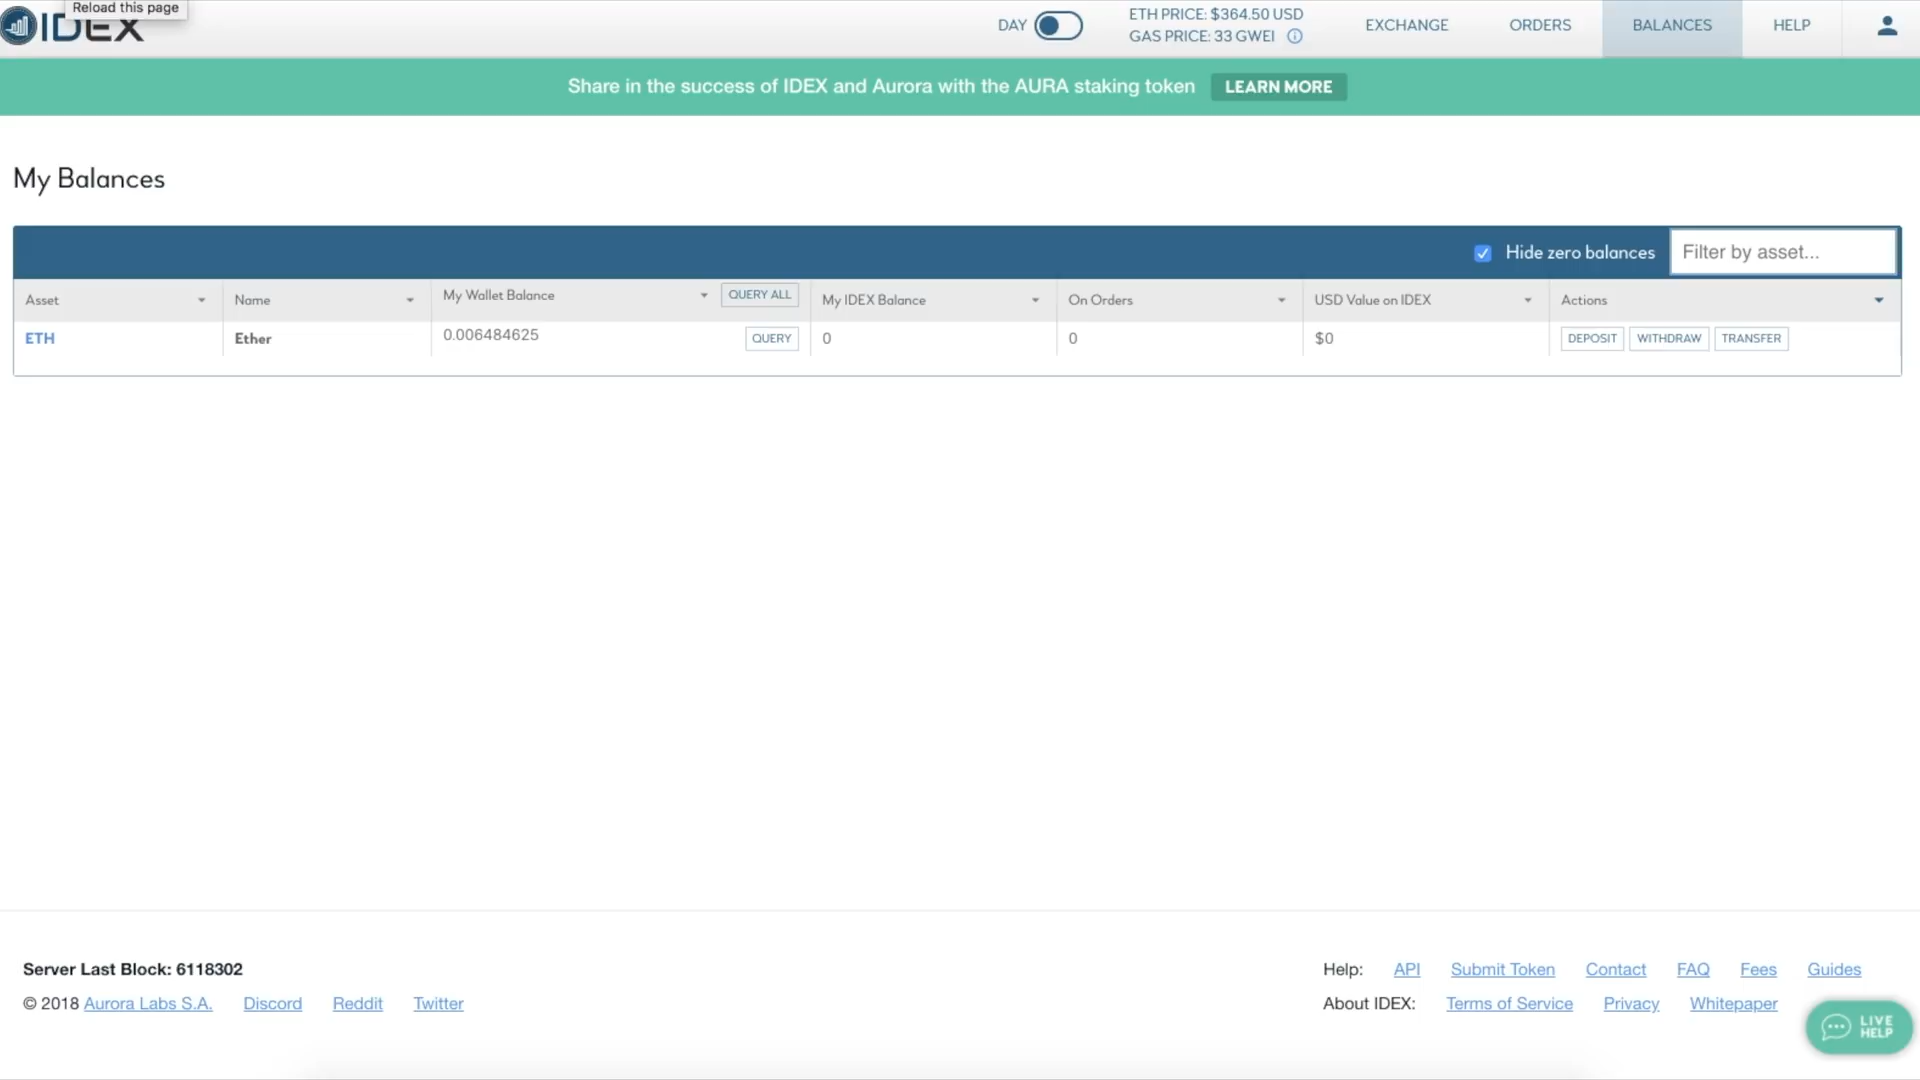 Reload this page
IDEX
DAY
ETH PRICE: $364.50 USD
GAS PRICE: 33 GWEI
EXCHANGE
ORDERS
BALANCES
HELP
Share in the success of IDEX and Aurora with the AURA staking token LEARN MORE
My Balances
Hide zero balances Filter by asset...
Asset Name My Wallet Balance QUERY ALL My IDEX Balance On Orders USD Value on IDEX Actions
ETH Ether 0.006484625 QUERY 0 0 $0 DEPOSIT WITHDRAW TRANSFER
Server Last Block: 6118302
© 2018 Aurora Labs S.A. Discord Reddit Twitter
Help: API Submit Token Contact FAQ Fees Guides
About IDEX: Terms of Service Privacy Whitepaper
LIVE
HELP